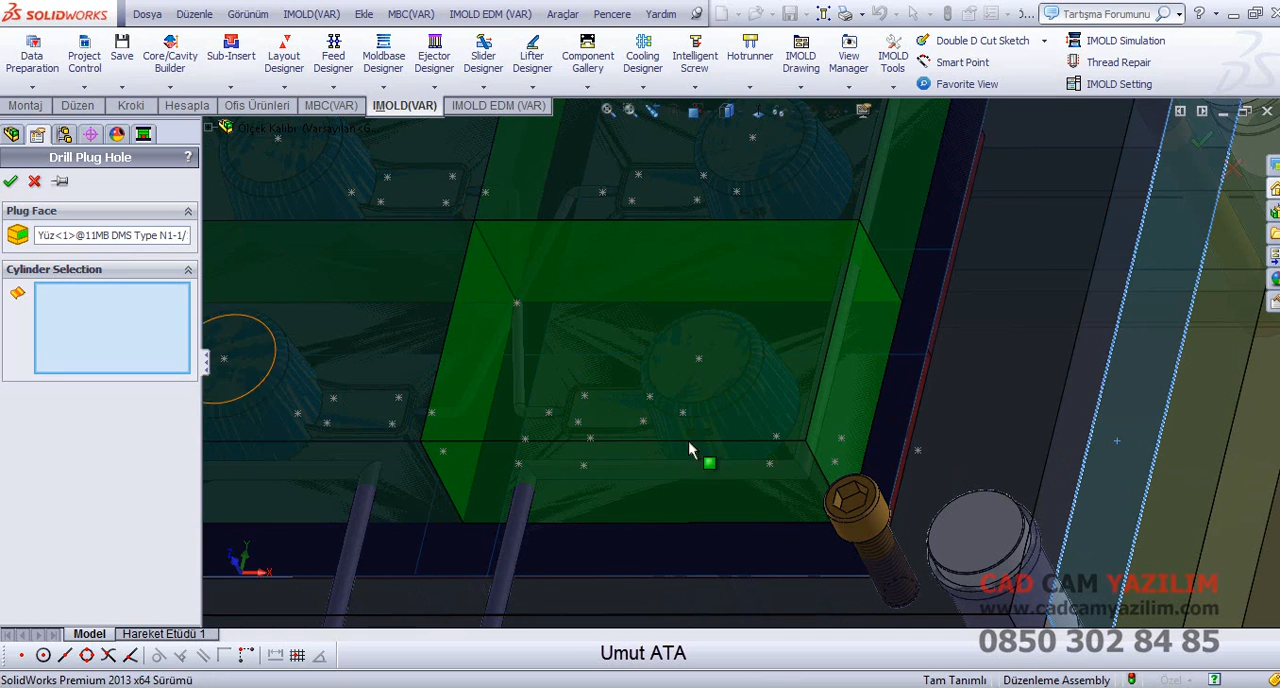 SOLIDWORKS Dosya Düzenle Görünüm IMOLD(VAR) Ekle MBC(VAR) IMOLD EDM (VAR) Araçlar Pencere Yardım Tartışma Forumunu
Data Preparation
Project Control
Save
Core/Cavity Builder
Sub-Insert
Layout Designer
Feed Designer
Moldbase Designer
Ejector Designer
Slider Designer
Lifter Designer
Component Gallery
Cooling Designer
Intelligent Screw
Hotrunner
IMOLD Drawing
View Manager
IMOLD Tools
Double D Cut Sketch
Smart Point
Favorite View
IMOLD Simulation
Thread Repair
IMOLD Setting
Montaj Düzen Kroki Hesapla Ofis Ürünleri MBC(VAR) IMOLD(VAR) IMOLD EDM (VAR)
Ölçek Kalıbı (Varsayılan<G...
Drill Plug Hole ?
Plug Face
Yüz<1>@11MB DMS Type N1-1/
Cylinder Selection
Y
X
CAD CAM YAZILIM
www.cadcamyazilim.com
0850 302 84 85
Model Hareket Etüdü 1
Umut ATA
SolidWorks Premium 2013 x64 Sürümü Tam Tanımlı Düzenleme Assembly Özel